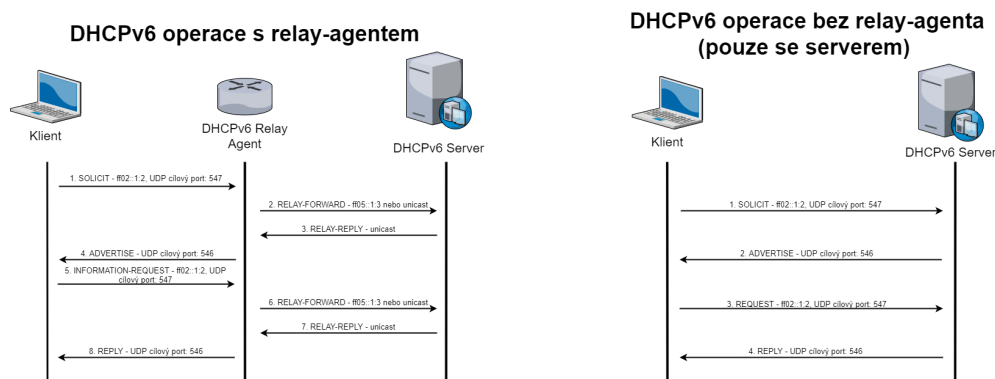 DHCPv6 operace s relay-agentem
Klient
DHCPv6 Relay
Agent
DHCPv6 Server
1. SOLICIT - ff02::1:2, UDP cílový port: 547
2. RELAY-FORWARD - ff05::1:3 nebo unicast
3. RELAY-REPLY - unicast
4. ADVERTISE - UDP cílový port: 546
5. INFORMATION-REQUEST - ff02::1:2, UDP
cílový port: 547
6. RELAY-FORWARD - ff05::1:3 nebo unicast
7. RELAY-REPLY - unicast
8. REPLY - UDP cílový port: 546
DHCPv6 operace bez relay-agenta
(pouze se serverem)
Klient
DHCPv6 Server
1. SOLICIT - ff02::1:2, UDP cílový port: 547
2. ADVERTISE - UDP cílový port: 546
3. REQUEST - ff02::1:2, UDP cílový port: 547
4. REPLY - UDP cílový port: 546